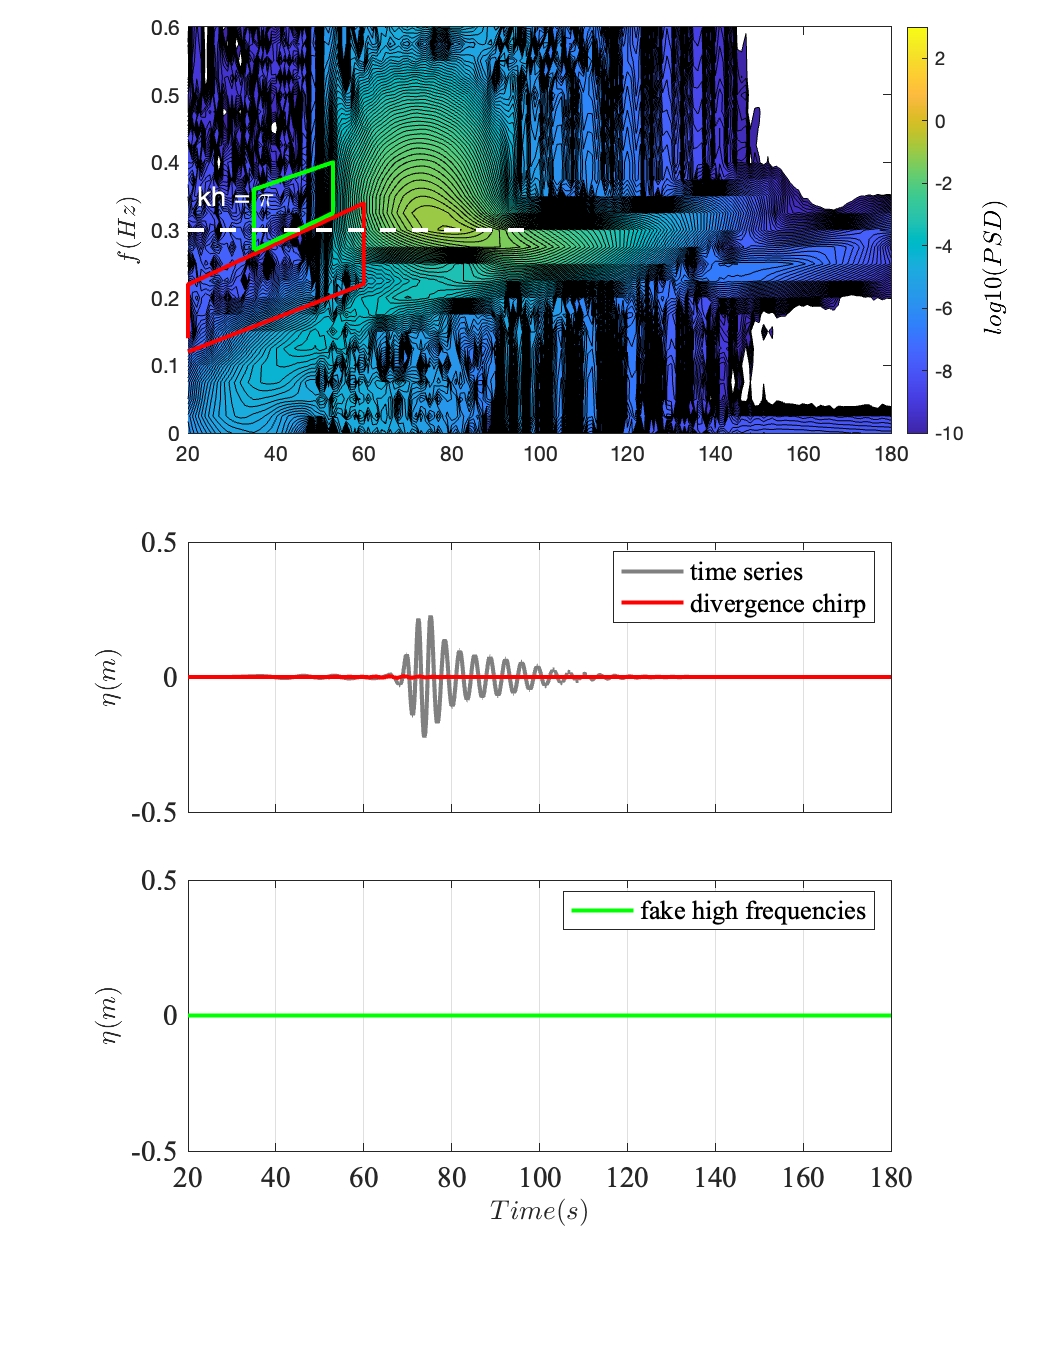 0.6
0.5
0.4
0.3
0.2
0.1
0
f(Hz)
kh = π
20 40 60 80 100 120 140 160 180
2
0
-2
-4
-6
-8
-10
log10(PSD)
0.5
0
-0.5
η(m)
time series
divergence chirp
0.5
0
-0.5
η(m)
fake high frequencies
20 40 60 80 100 120 140 160 180
Time(s)